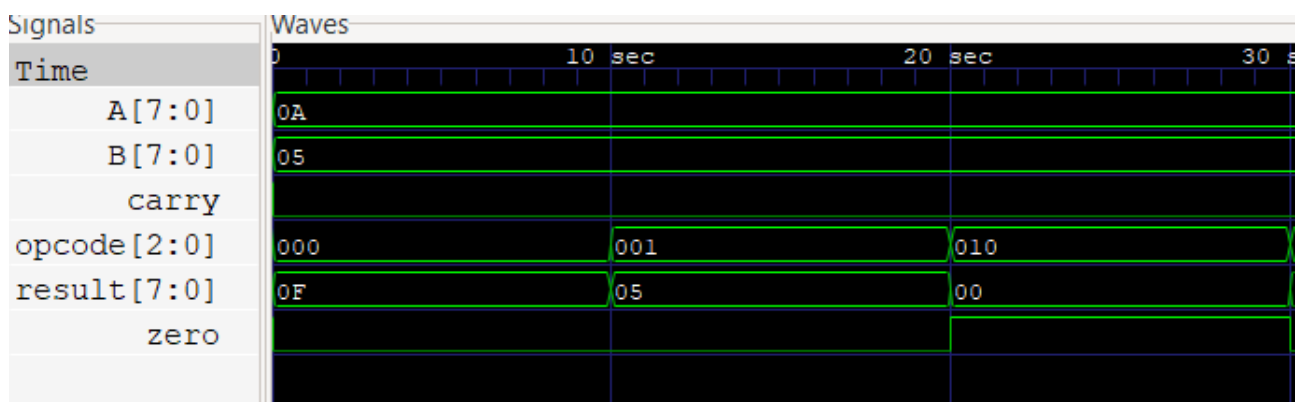 Signals Waves
Time 0 10 sec 20 sec 30 s
A[7:0] 0A
B[7:0] 05
carry
opcode[2:0] 000 001 010
result[7:0] 0F 05 00
zero